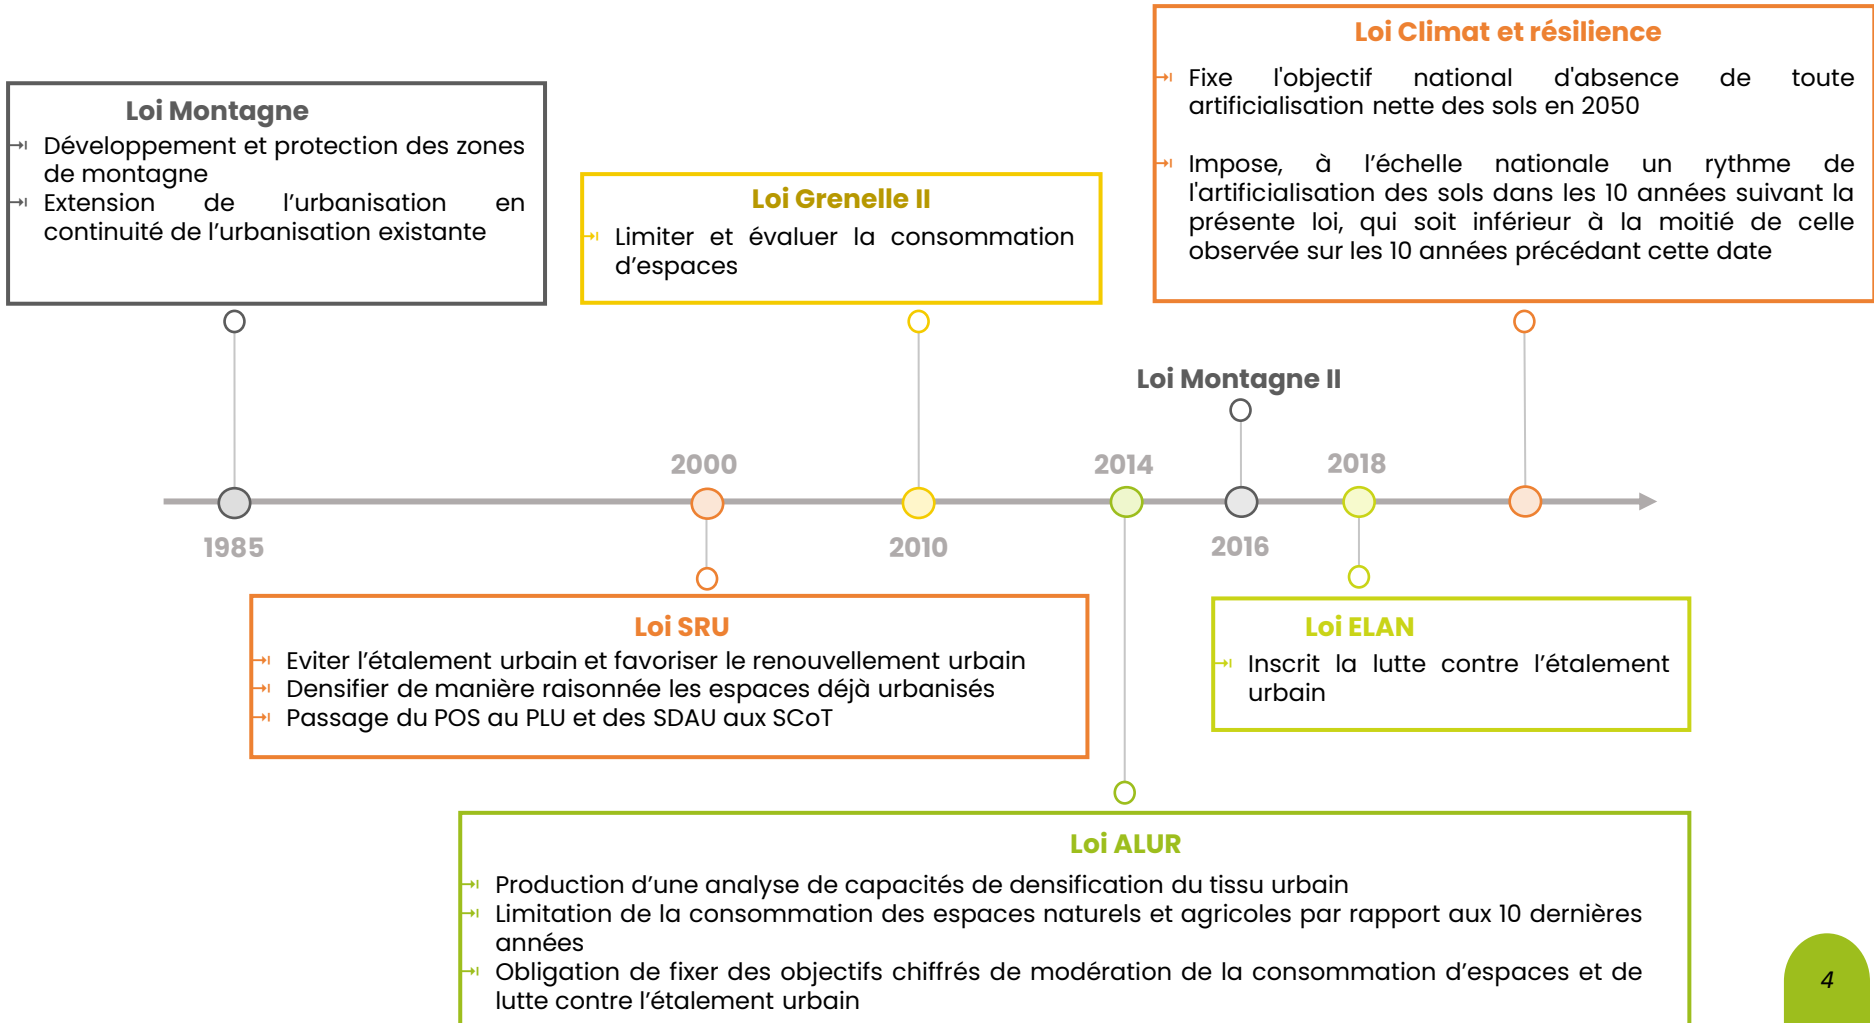 Loi Montagne
Développement et protection des zones
de montagne
Extension de l’urbanisation en
continuité de l’urbanisation existante
Loi Grenelle II
Limiter et évaluer la consommation
d’espaces
Loi Climat et résilience
Fixe l'objectif national d'absence de toute
artificialisation nette des sols en 2050
Impose, à l’échelle nationale un rythme de
l'artificialisation des sols dans les 10 années suivant la
présente loi, qui soit inférieur à la moitié de celle
observée sur les 10 années précédant cette date
Loi Montagne II
2000
2014
2018
1985
2010
2016
Loi SRU
Eviter l’étalement urbain et favoriser le renouvellement urbain
Densifier de manière raisonnée les espaces déjà urbanisés
Passage du POS au PLU et des SDAU aux SCoT
Loi ELAN
Inscrit la lutte contre l’étalement
urbain
Loi ALUR
Production d’une analyse de capacités de densification du tissu urbain
Limitation de la consommation des espaces naturels et agricoles par rapport aux 10 dernières
années
Obligation de fixer des objectifs chiffrés de modération de la consommation d’espaces et de
lutte contre l’étalement urbain
4